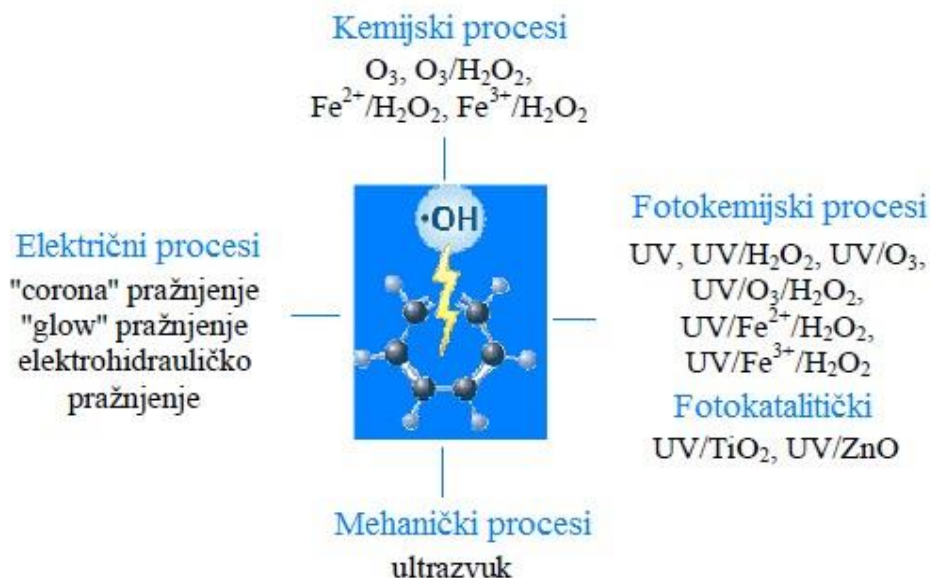 Kemijski procesi
O₃, O₃/H₂O₂,
Fe²⁺/H₂O₂, Fe³⁺/H₂O₂
•OH
Električni procesi
"corona" pražnjenje
"glow" pražnjenje
elektrohidrauličko
pražnjenje
Fotokemijski procesi
UV, UV/H₂O₂, UV/O₃,
UV/O₃/H₂O₂,
UV/Fe²⁺/H₂O₂,
UV/Fe³⁺/H₂O₂
Fotokatalitički
UV/TiO₂, UV/ZnO
Mehanički procesi
ultrazvuk